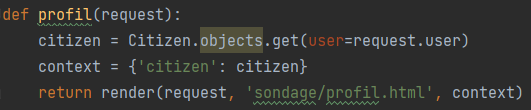 def profil(request):
    citizen = Citizen.objects.get(user=request.user)
    context = {'citizen': citizen}
    return render(request, 'sondage/profil.html', context)